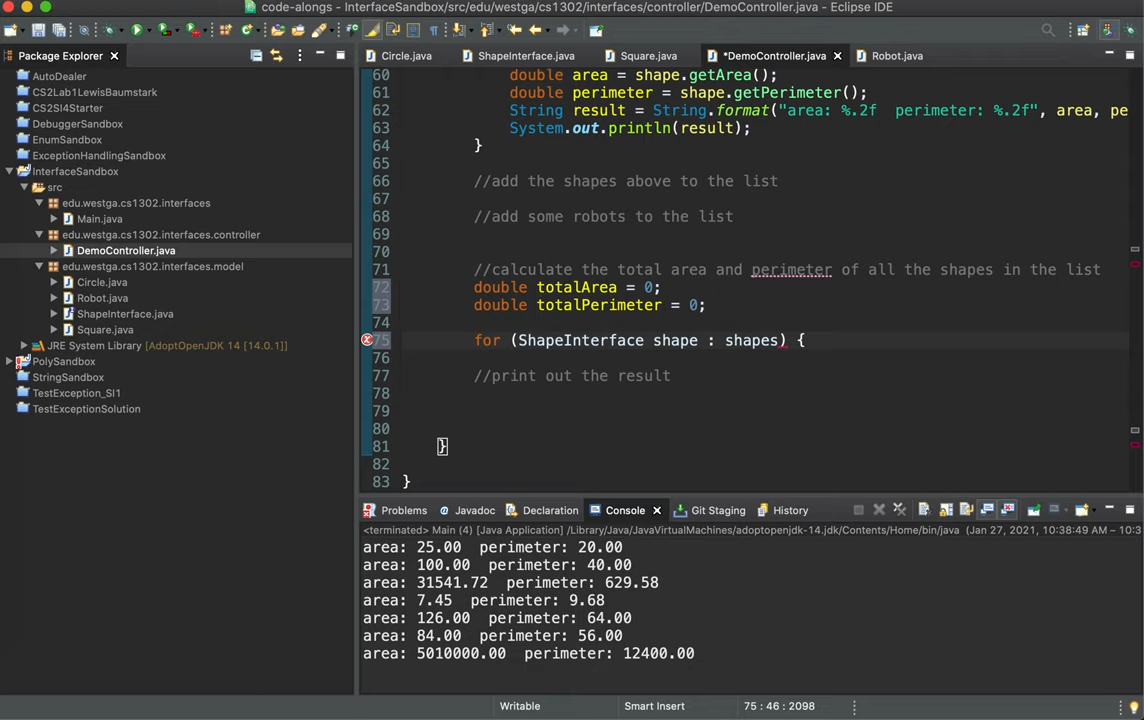 code-alongs - InterfaceSandbox/src/edu/westga/cs1302/interfaces/controller/DemoController.java - Eclipse IDE
Package Explorer
Circle.java
ShapeInterface.java
Square.java
*DemoController.java
Robot.java
AutoDealer
CS2Lab1LewisBaumstark
CS2SI4Starter
DebuggerSandbox
EnumSandbox
ExceptionHandlingSandbox
InterfaceSandbox
src
edu.westga.cs1302.interfaces
Main.java
edu.westga.cs1302.interfaces.controller
DemoController.java
edu.westga.cs1302.interfaces.model
Circle.java
Robot.java
ShapeInterface.java
Square.java
JRE System Library [AdoptOpenJDK 14 [14.0.1]]
PolySandbox
StringSandbox
TestException_SI1
TestExceptionSolution
60 double area = shape.getArea();
61 double perimeter = shape.getPerimeter();
62 String result = String.format("area: %.2f  perimeter: %.2f", area, pe
63 System.out.println(result);
64 }
65
66 //add the shapes above to the list
67
68 //add some robots to the list
69
70
71 //calculate the total area and perimeter of all the shapes in the list
72 double totalArea = 0;
73 double totalPerimeter = 0;
74
75 for (ShapeInterface shape : shapes) {
76
77 //print out the result
78
79
80
81 }
82
83 }
Problems
Javadoc
Declaration
Console
Git Staging
History
<terminated> Main (4) [Java Application] /Library/Java/JavaVirtualMachines/adoptopenjdk-14.jdk/Contents/Home/bin/java (Jan 27, 2021, 10:38:49 AM – 10:3
area: 25.00  perimeter: 20.00
area: 100.00  perimeter: 40.00
area: 31541.72  perimeter: 629.58
area: 7.45  perimeter: 9.68
area: 126.00  perimeter: 64.00
area: 84.00  perimeter: 56.00
area: 5010000.00  perimeter: 12400.00
Writable
Smart Insert
75 : 46 : 2098